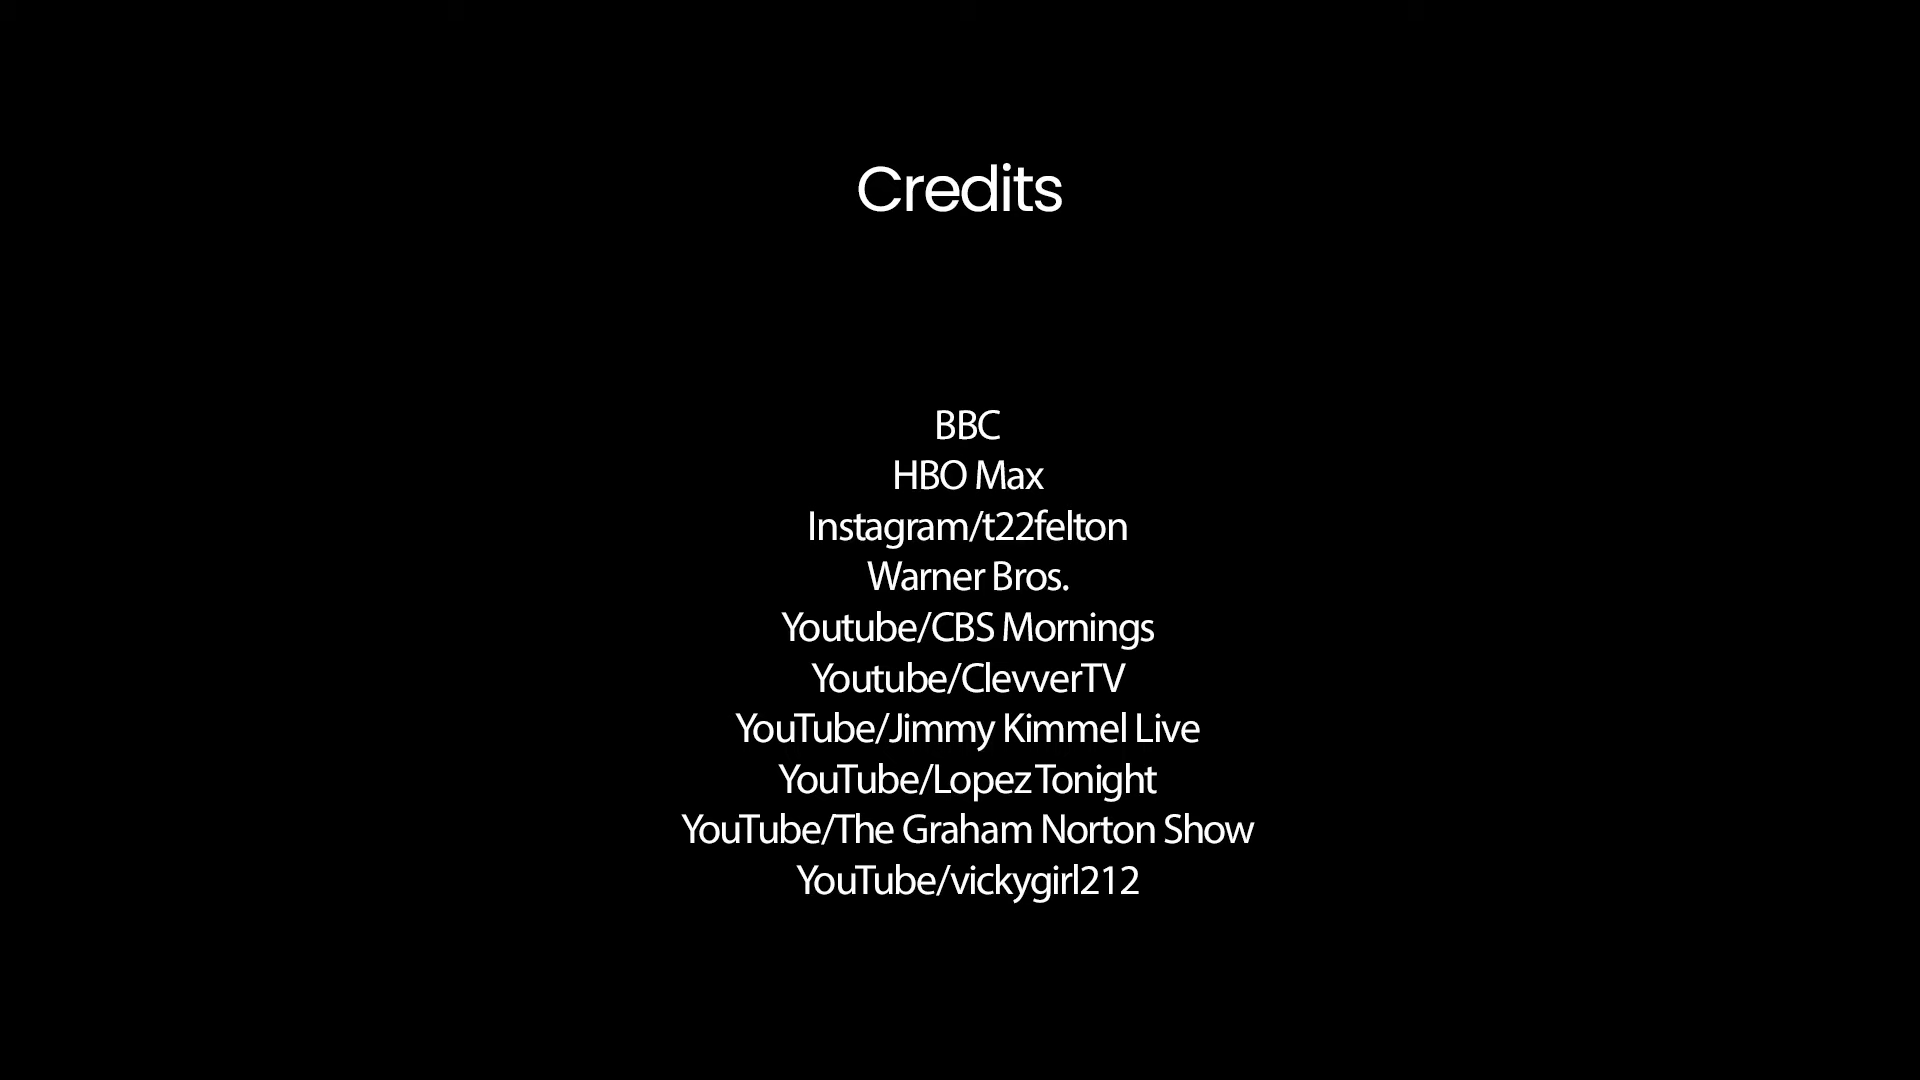 Credits
BBC
HBO Max
Instagram/t22felton
Warner Bros.
Youtube/CBS Mornings
Youtube/ClevverTV
YouTube/Jimmy Kimmel Live
YouTube/Lopez Tonight
YouTube/The Graham Norton Show
YouTube/vickygirl212